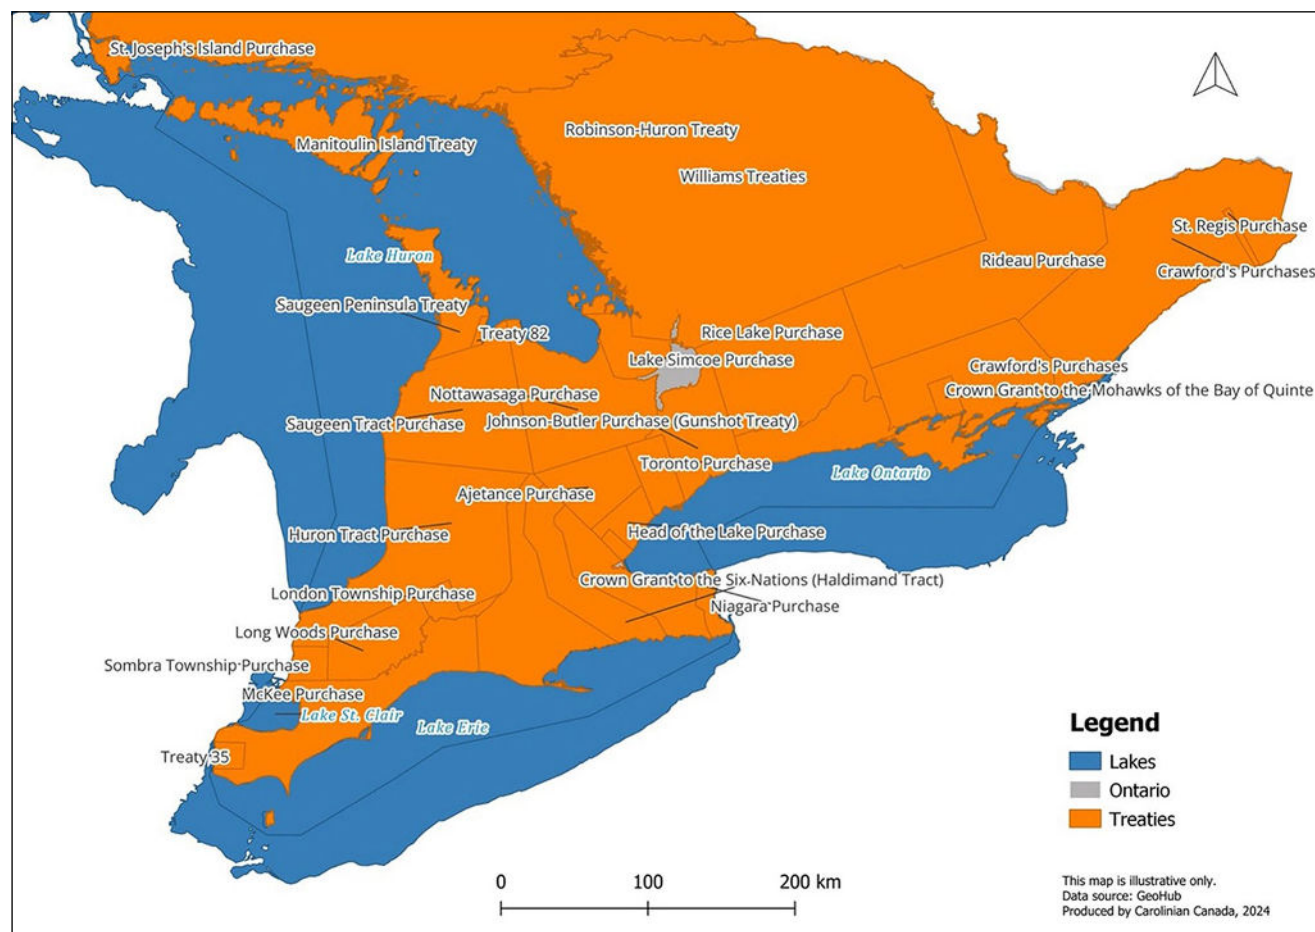 St. Joseph's Island Purchase
Robinson-Huron Treaty
Manitoulin Island Treaty
Williams Treaties
St. Regis Purchase
Lake Huron
Rideau Purchase
Crawford's Purchases
Saugeen Peninsula Treaty
Treaty 82
Rice Lake Purchase
Lake Simcoe Purchase
Crawford's Purchases
Nottawasaga Purchase
Crown Grant to the Mohawks of the Bay of Quinte
Saugeen Tract Purchase
Johnson-Butler Purchase (Gunshot Treaty)
Toronto Purchase
Lake Ontario
Ajetance Purchase
Huron Tract Purchase
Head of the Lake Purchase
Crown Grant to the Six Nations (Haldimand Tract)
London Township Purchase
Niagara Purchase
Long Woods Purchase
Sombra Township Purchase
McKee Purchase
Lake St. Clair
Lake Erie
Treaty 35
Legend
Lakes
Ontario
Treaties
0 100 200 km
This map is illustrative only.
Data source: GeoHub
Produced by Carolinian Canada, 2024